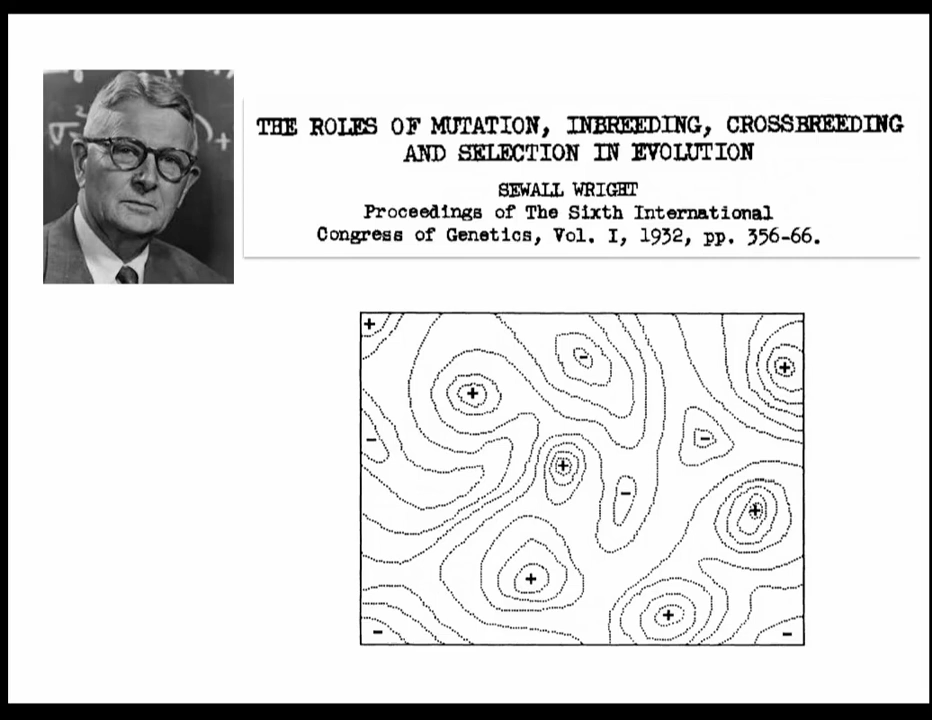 THE ROLES OF MUTATION, INBREEDING, CROSSBREEDING
AND SELECTION IN EVOLUTION
SEWALL WRIGHT
Proceedings of The Sixth International
Congress of Genetics, Vol. I, 1932, pp. 356-66.
+
-
+
+
-
-
+
-
+
+
+
-
-